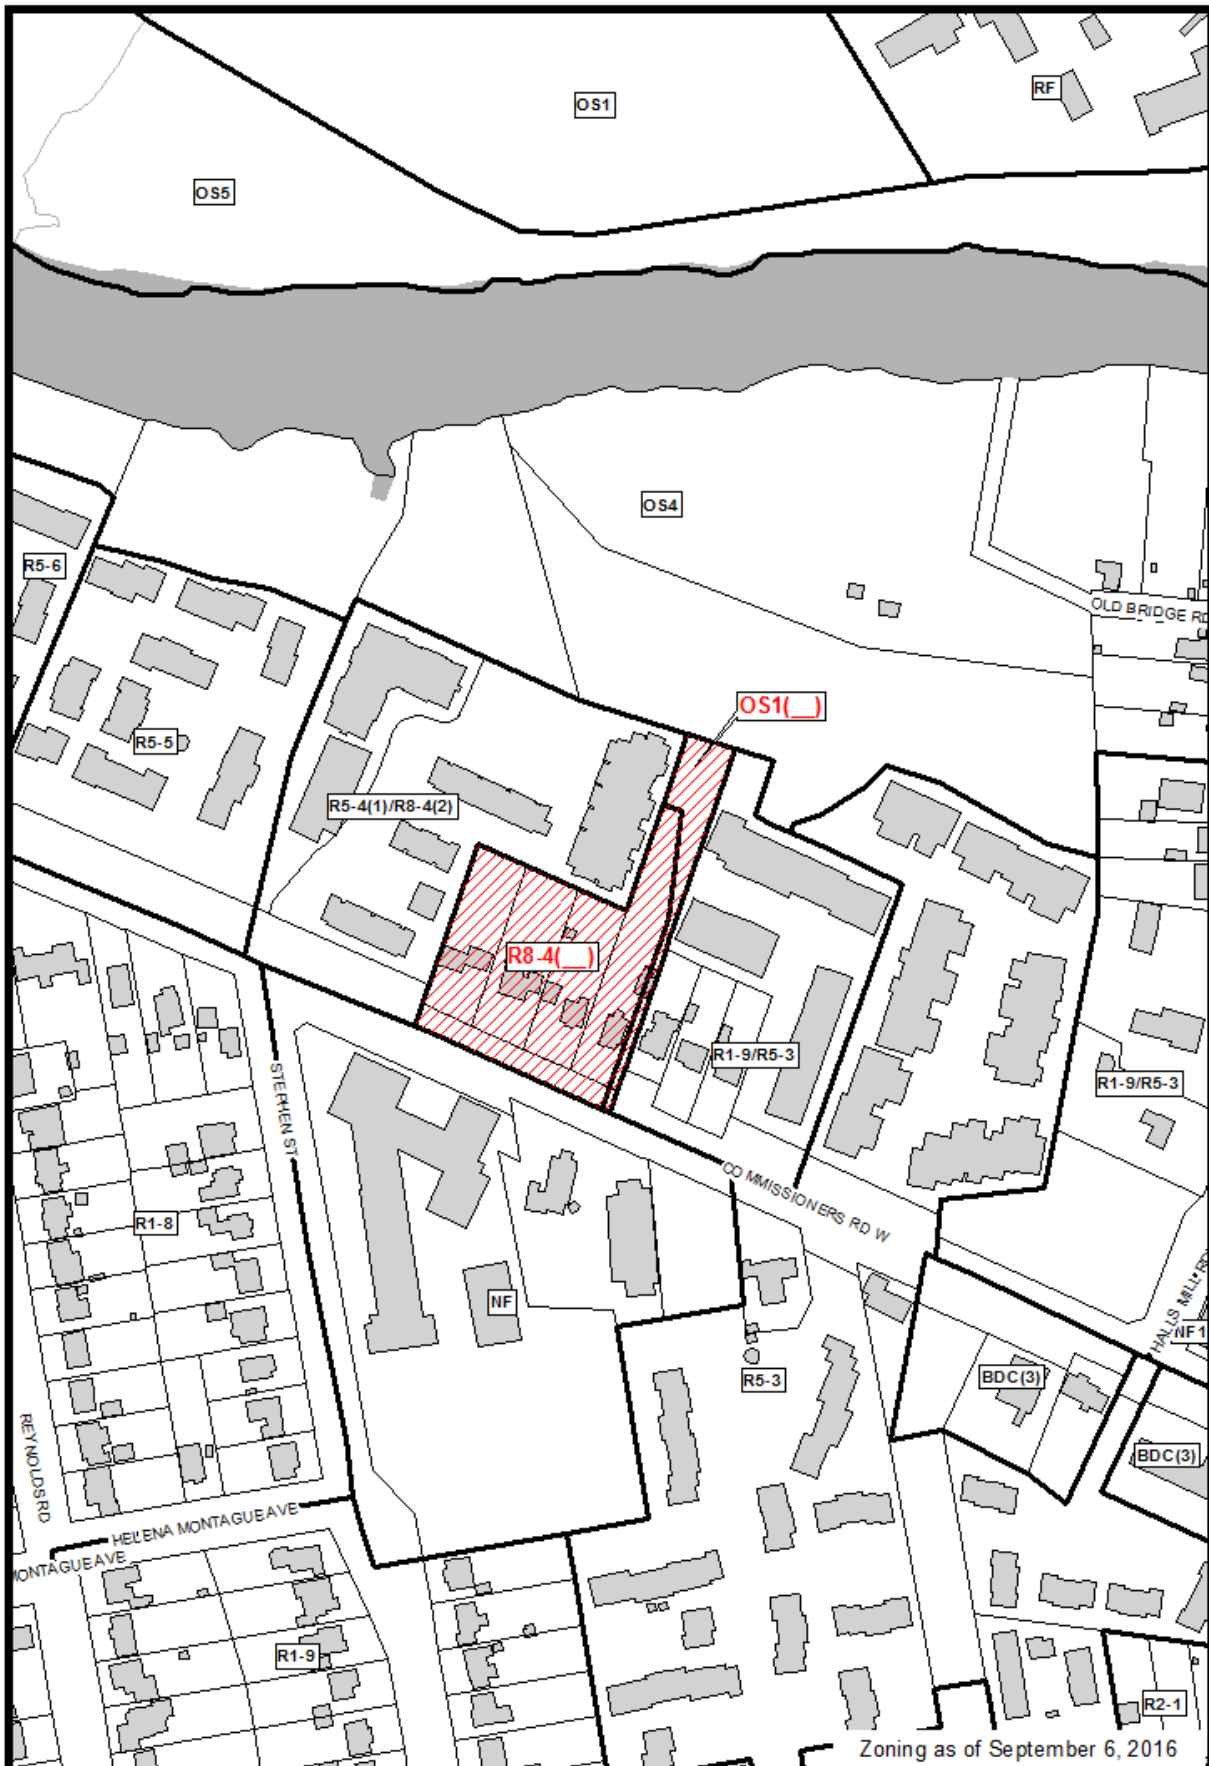 RF
OS1
OS5
OS4
R5-6
OLD BRIDGE RD
OS1(__)
R5-5
R5-4(1)/R8-4(2)
R8-4(__)
R1-9/R5-3
R1-9/R5-3
STEPHEN ST
COMMISSIONERS RD W
R1-8
HALLS MILL RD
NF
NF1
R5-3
BDC(3)
BDC(3)
REYNOLDS RD
HELENA MONTAGUE AVE
MONTAGUE AVE
R1-9
R2-1
Zoning as of September 6, 2016